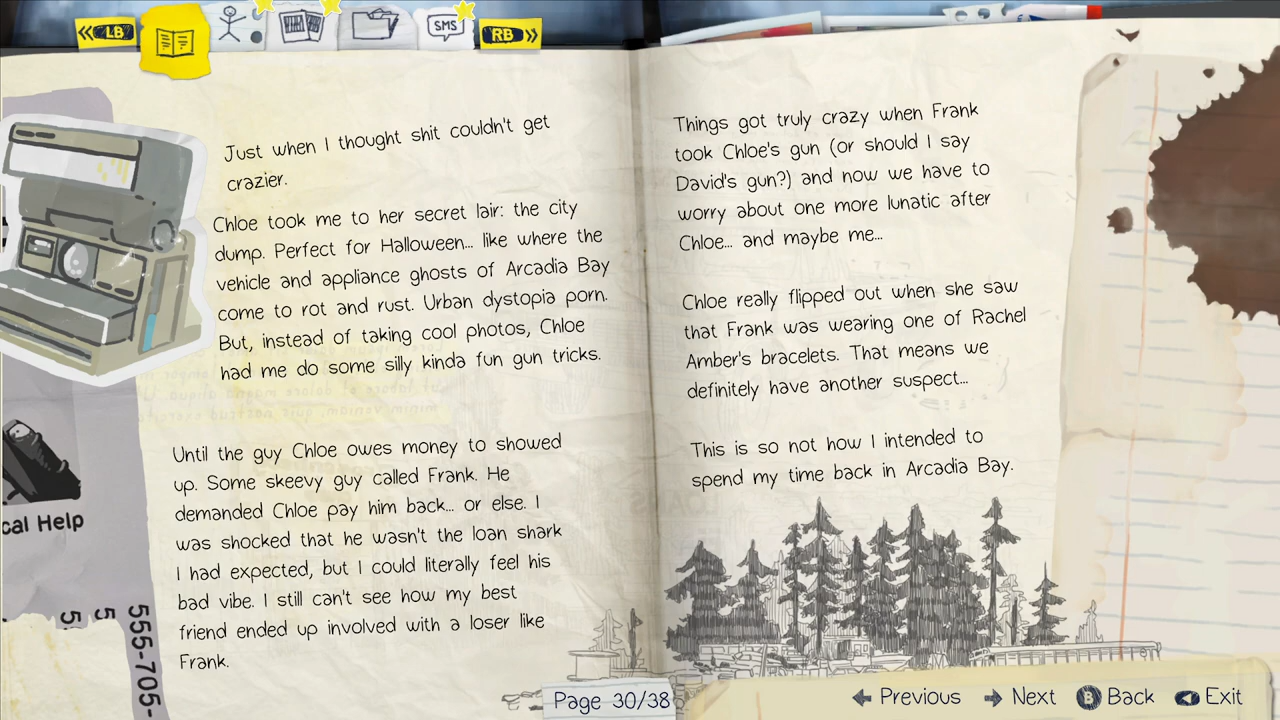 LB
SMS
RB
Just when I thought shit couldn't get
crazier.
Chloe took me to her secret lair: the city
dump. Perfect for Halloween... like where the
vehicle and appliance ghosts of Arcadia Bay
come to rot and rust. Urban dystopia porn.
But, instead of taking cool photos, Chloe
had me do some silly kinda fun gun tricks.
Until the guy Chloe owes money to showed
up. Some skeevy guy called Frank. He
demanded Chloe pay him back... or else. I
was shocked that he wasn't the loan shark
I had expected, but I could literally feel his
bad vibe. I still can't see how my best
friend ended up involved with a loser like
Frank.
Things got truly crazy when Frank
took Chloe's gun (or should I say
David's gun?) and now we have to
worry about one more lunatic after
Chloe... and maybe me...
Chloe really flipped out when she saw
that Frank was wearing one of Rachel
Amber's bracelets. That means we
definitely have another suspect...
This is so not how I intended to
spend my time back in Arcadia Bay.
cal Help
555-705-
5
5
Page 30/38
Previous
Next
B Back
Exit